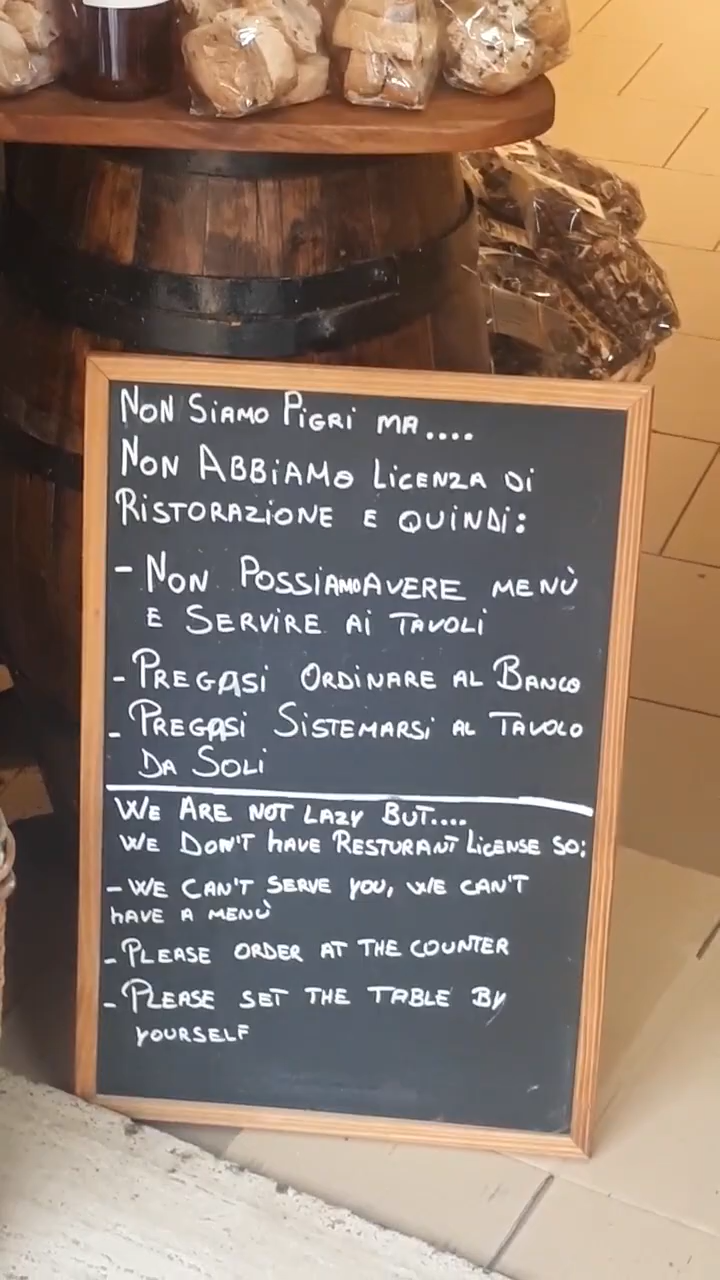 Non Siamo Pigri ma....
Non Abbiamo Licenza di
Ristorazione e quindi:
- Non Possiamo avere menù
e Servire ai Tavoli
- Pregasi Ordinare al Banco
- Pregasi Sistemarsi al Tavolo
da Soli
We Are not Lazy But....
we Don't have Resturant License so:
- we Can't serve you, we can't
have a menù
- Please order at the counter
- Please set the table by
yourself